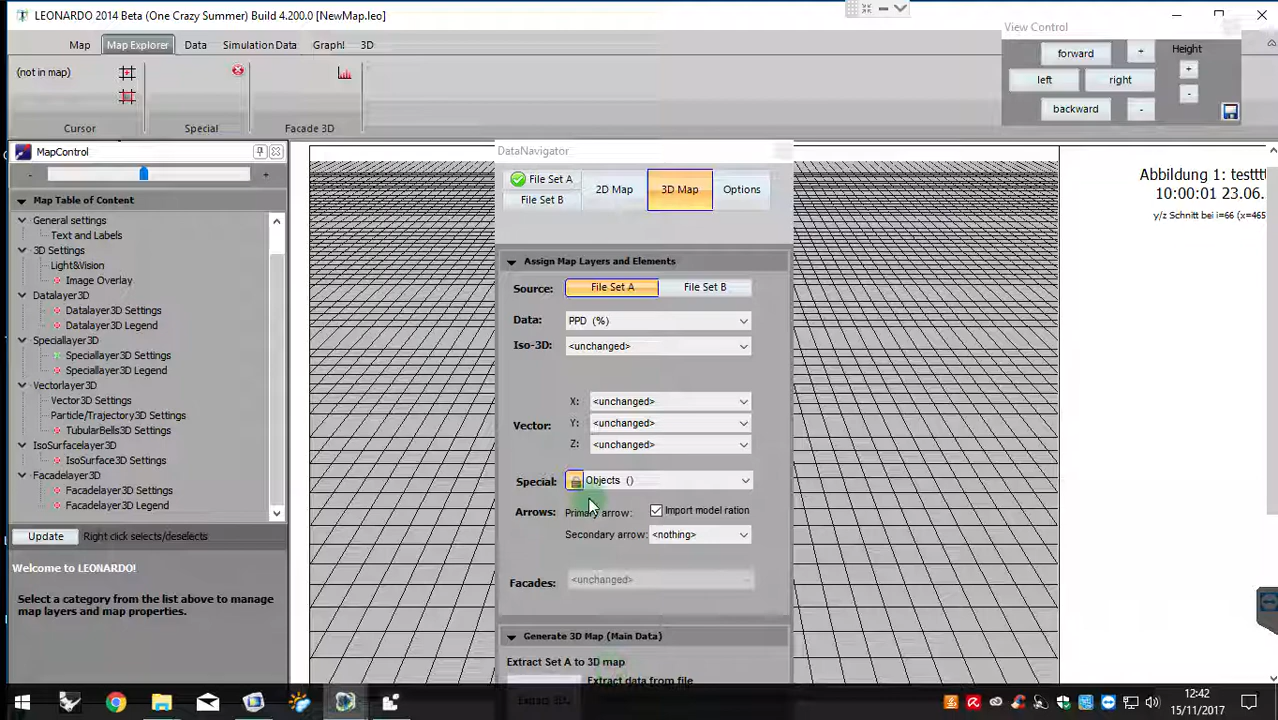 LEONARDO 2014 Beta (One Crazy Summer) Build 4.200.0 [NewMap.leo]
Map Map Explorer Data Simulation Data Graph! 3D
(not in map)
Cursor Special Facade 3D
View Control
forward + Height
left right +
backward - -
MapControl
- +
Map Table of Content
General settings
Text and Labels
3D Settings
Light&Vision
Image Overlay
Datalayer3D
Datalayer3D Settings
Datalayer3D Legend
Speciallayer3D
Speciallayer3D Settings
Speciallayer3D Legend
Vectorlayer3D
Vector3D Settings
Particle/Trajectory3D Settings
TubularBells3D Settings
IsoSurfacelayer3D
IsoSurface3D Settings
Facadelayer3D
Facadelayer3D Settings
Facadelayer3D Legend
Update Right click selects/deselects
Welcome to LEONARDO!
Select a category from the list above to manage
map layers and map properties.
DataNavigator
File Set A
File Set B
2D Map 3D Map Options
Assign Map Layers and Elements
Source: File Set A File Set B
Data: PPD (%)
Iso-3D: <unchanged>
X: <unchanged>
Vector: Y: <unchanged>
Z: <unchanged>
Special: Objects ()
Arrows: Primary arrow: Import model ration
Secondary arrow: <nothing>
Facades: <unchanged>
Generate 3D Map (Main Data)
Extract Set A to 3D map
Extract data from file
Abbildung 1: testttt
10:00:01 23.06.
y/z Schnitt bei i=66 (x=465
12:42
15/11/2017